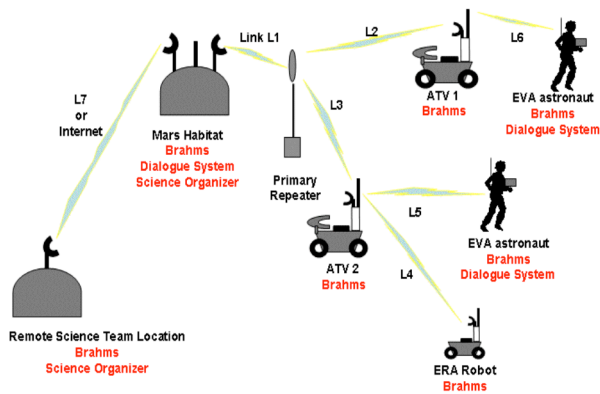 Link L1
L2
L6
L7
or
Internet
L3
ATV 1
Brahms
EVA astronaut
Brahms
Dialogue System
Mars Habitat
Brahms
Dialogue System
Science Organizer
Primary
Repeater
L5
EVA astronaut
Brahms
Dialogue System
ATV 2
Brahms
L4
Remote Science Team Location
Brahms
Science Organizer
ERA Robot
Brahms